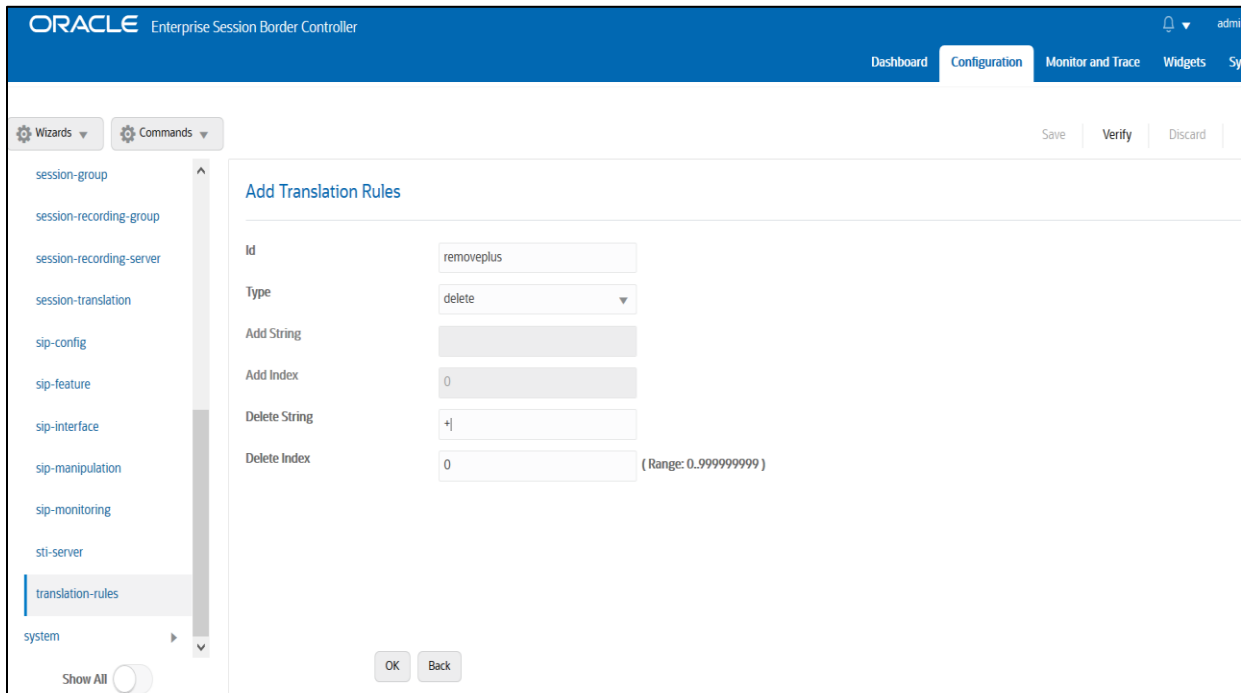 ORACLE Enterprise Session Border Controller
admi
Dashboard Configuration Monitor and Trace Widgets Sy
Wizards Commands
Save Verify Discard
session-group
session-recording-group
session-recording-server
session-translation
sip-config
sip-feature
sip-interface
sip-manipulation
sip-monitoring
sti-server
translation-rules
system
Show All
Add Translation Rules
Id removeplus
Type delete
Add String
Add Index 0
Delete String +
Delete Index 0 ( Range: 0..999999999 )
OK Back